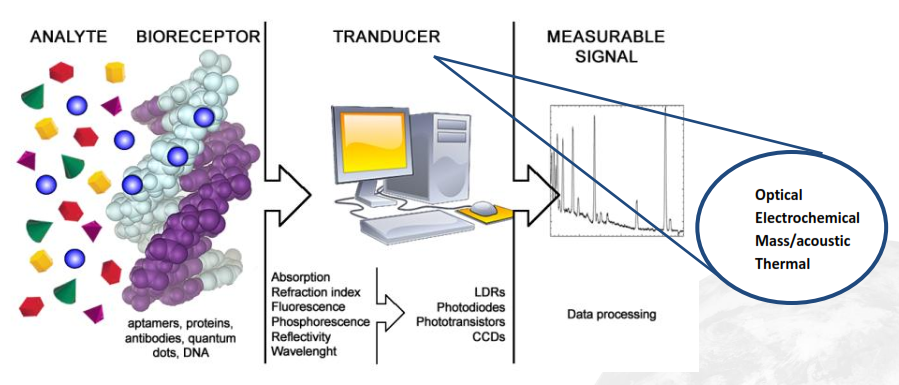 ANALYTE
BIORECEPTOR
TRANDUCER
MEASURABLE
SIGNAL
Optical
Electrochemical
Mass/acoustic
Thermal
aptamers, proteins,
antibodies, quantum
dots, DNA
Absorption
Refraction index
Fluorescence
Phosphorescence
Reflectivity
Wavelenght
LDRs
Photodiodes
Phototransistors
CCDs
Data processing